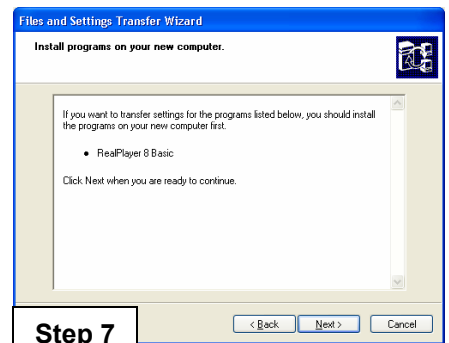 Files and Settings Transfer Wizard
Install programs on your new computer.
If you want to transfer settings for the programs listed below, you should install
the programs on your new computer first.
• RealPlayer 8 Basic
Click Next when you are ready to continue.
< Back Next > Cancel
Step 7